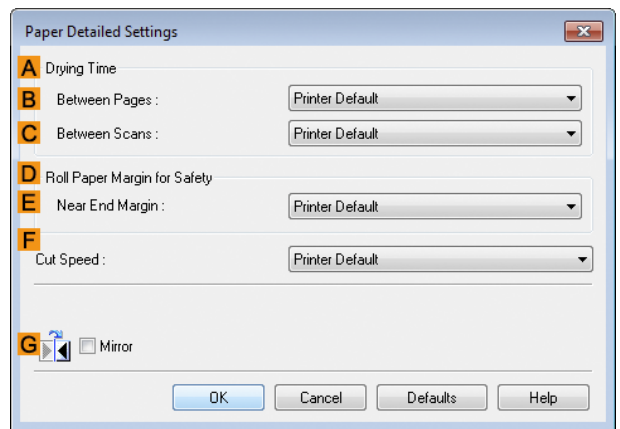 Paper Detailed Settings
A Drying Time
B Between Pages : Printer Default
C Between Scans : Printer Default
D Roll Paper Margin for Safety
E Near End Margin : Printer Default
F
Cut Speed : Printer Default
G Mirror
OK Cancel Defaults Help